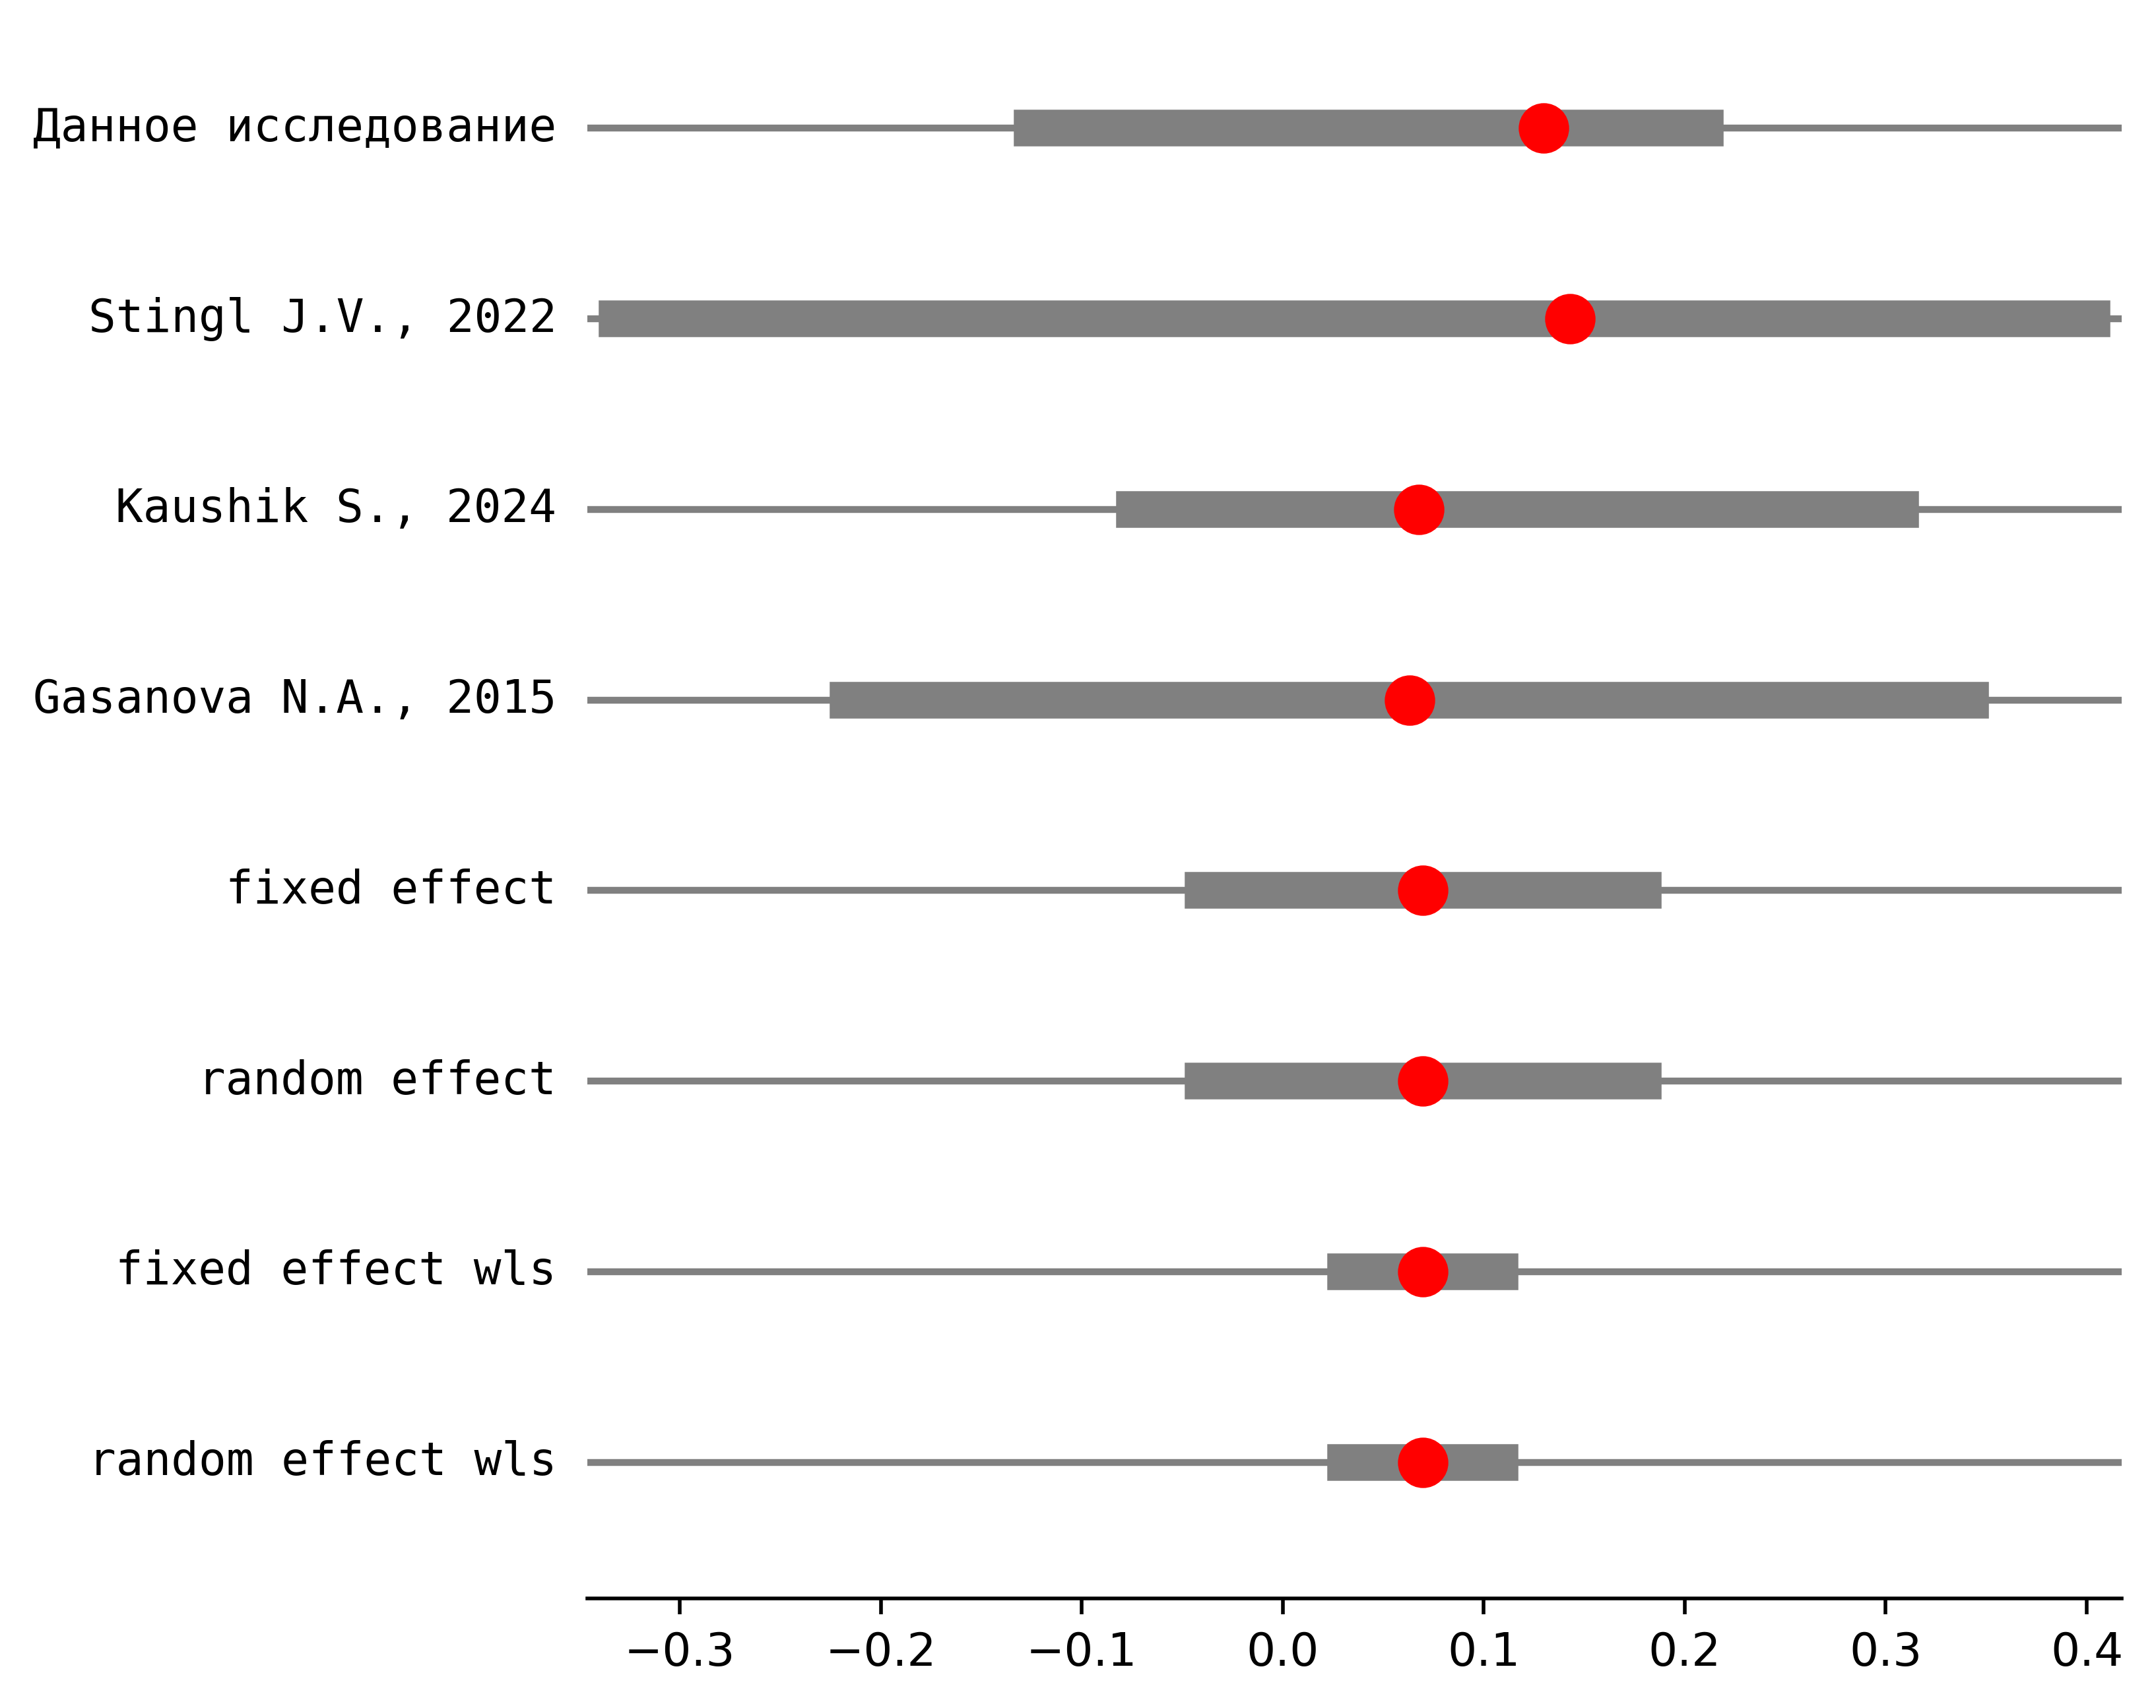 Данное исследование
Stingl J.V., 2022
Kaushik S., 2024
Gasanova N.A., 2015
fixed effect
random effect
fixed effect wls
random effect wls
−0.3 −0.2 −0.1 0.0 0.1 0.2 0.3 0.4